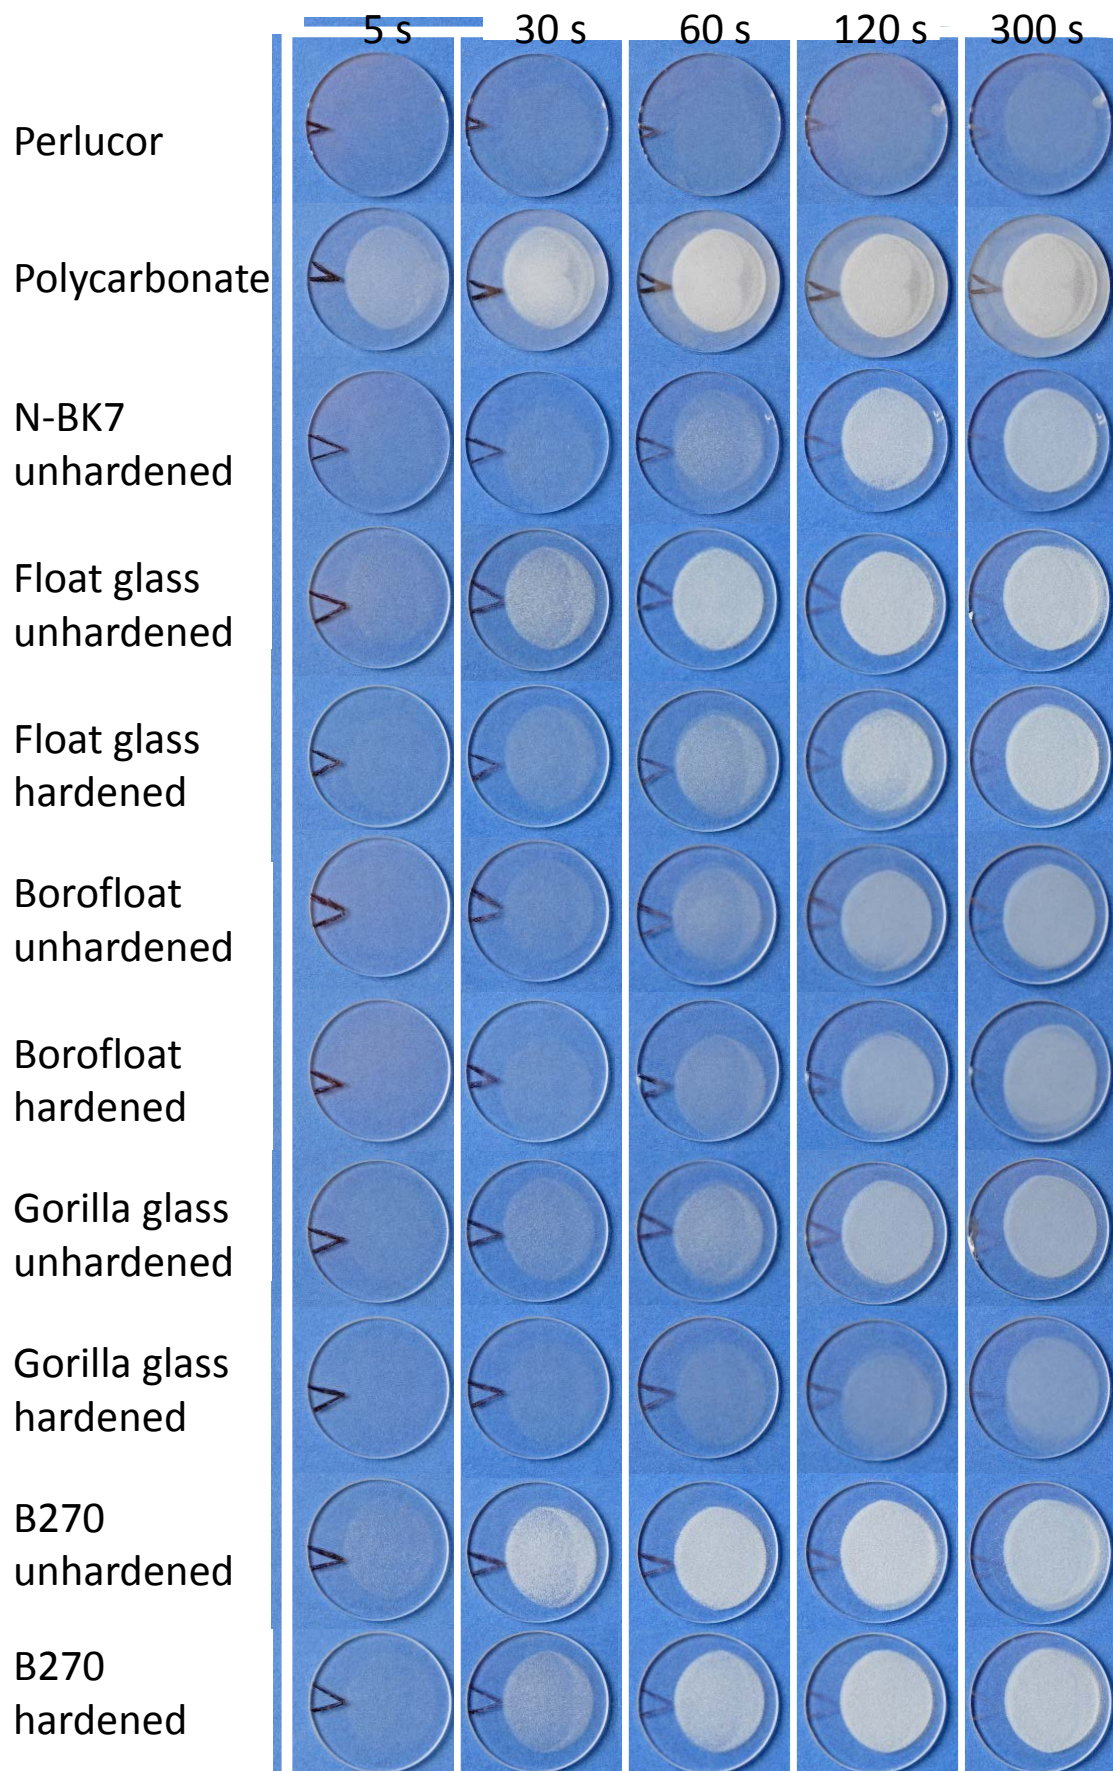 5 s 30 s 60 s 120 s 300 s
Perlucor
Polycarbonate
N-BK7
unhardened
Float glass
unhardened
Float glass
hardened
Borofloat
unhardened
Borofloat
hardened
Gorilla glass
unhardened
Gorilla glass
hardened
B270
unhardened
B270
hardened